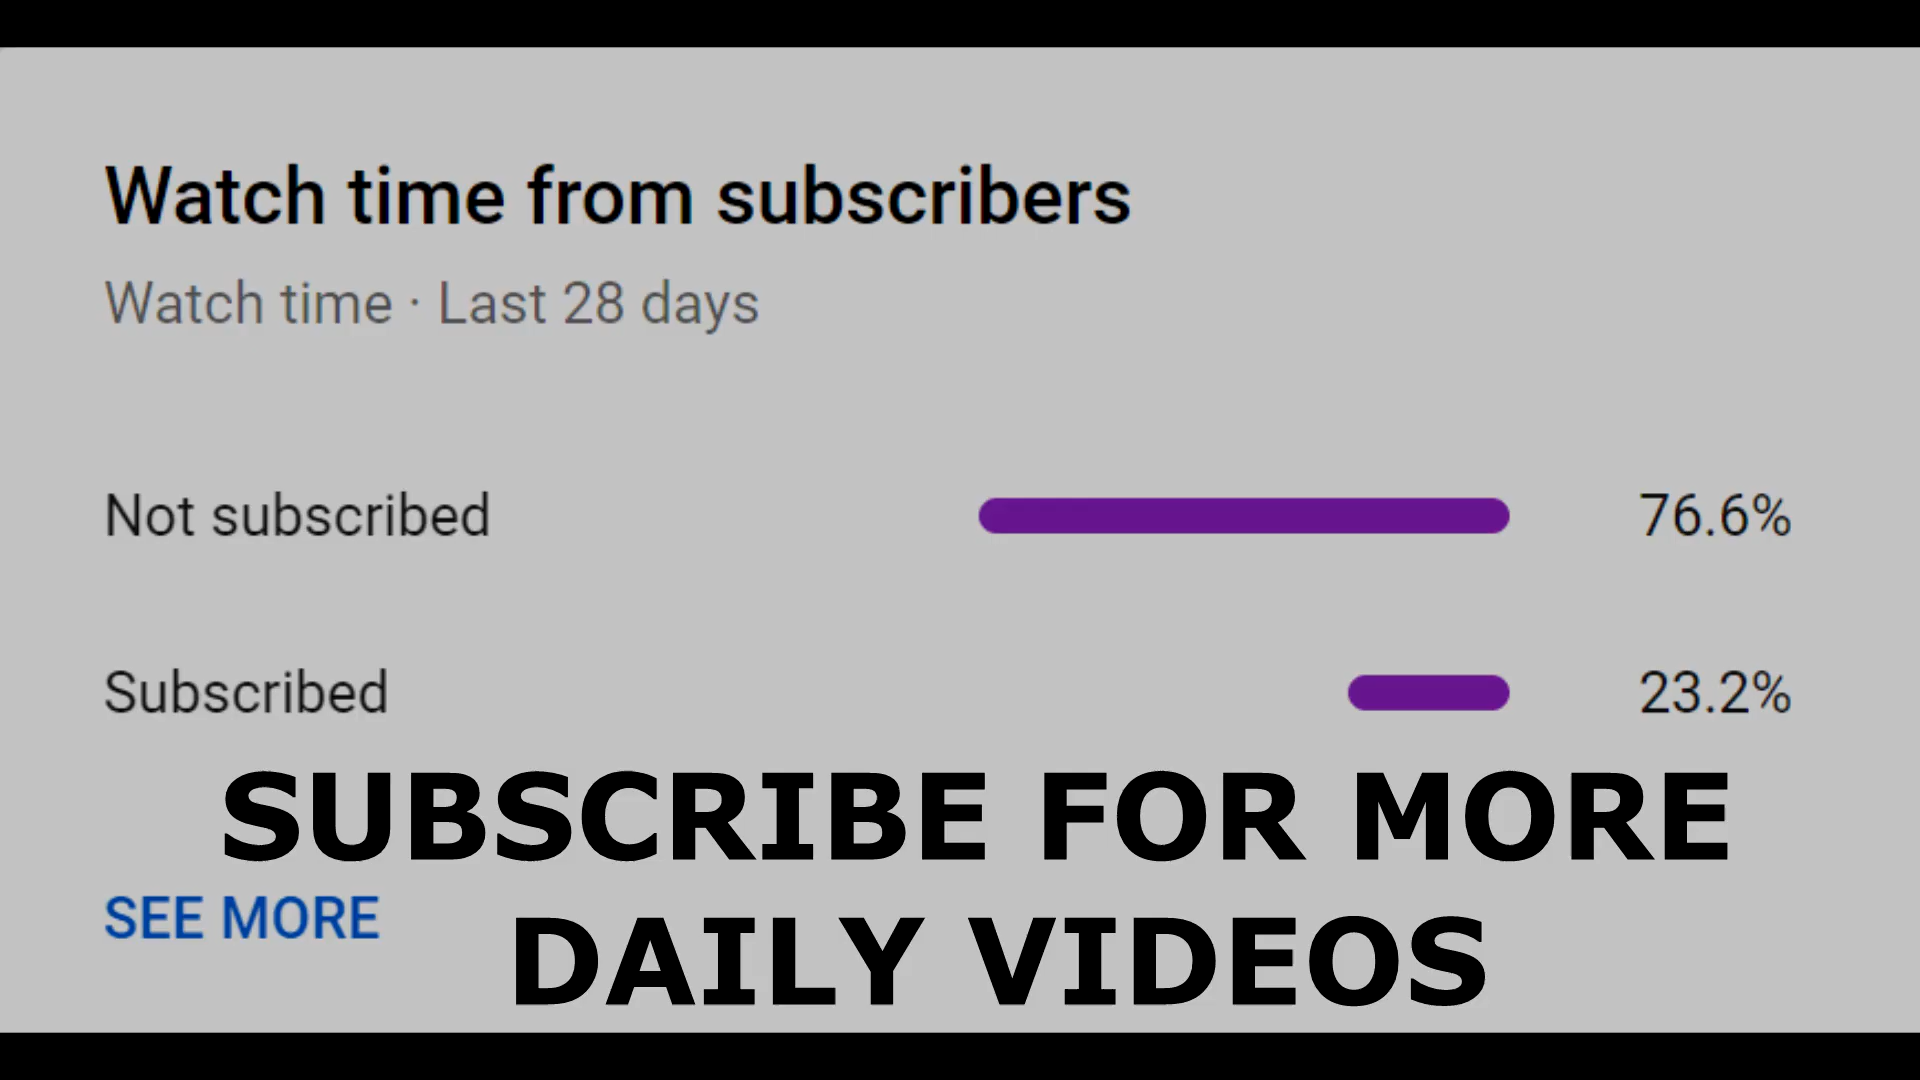 Watch time from subscribers
Watch time · Last 28 days
Not subscribed 76.6%
Subscribed 23.2%
SUBSCRIBE FOR MORE
SEE MORE
DAILY VIDEOS